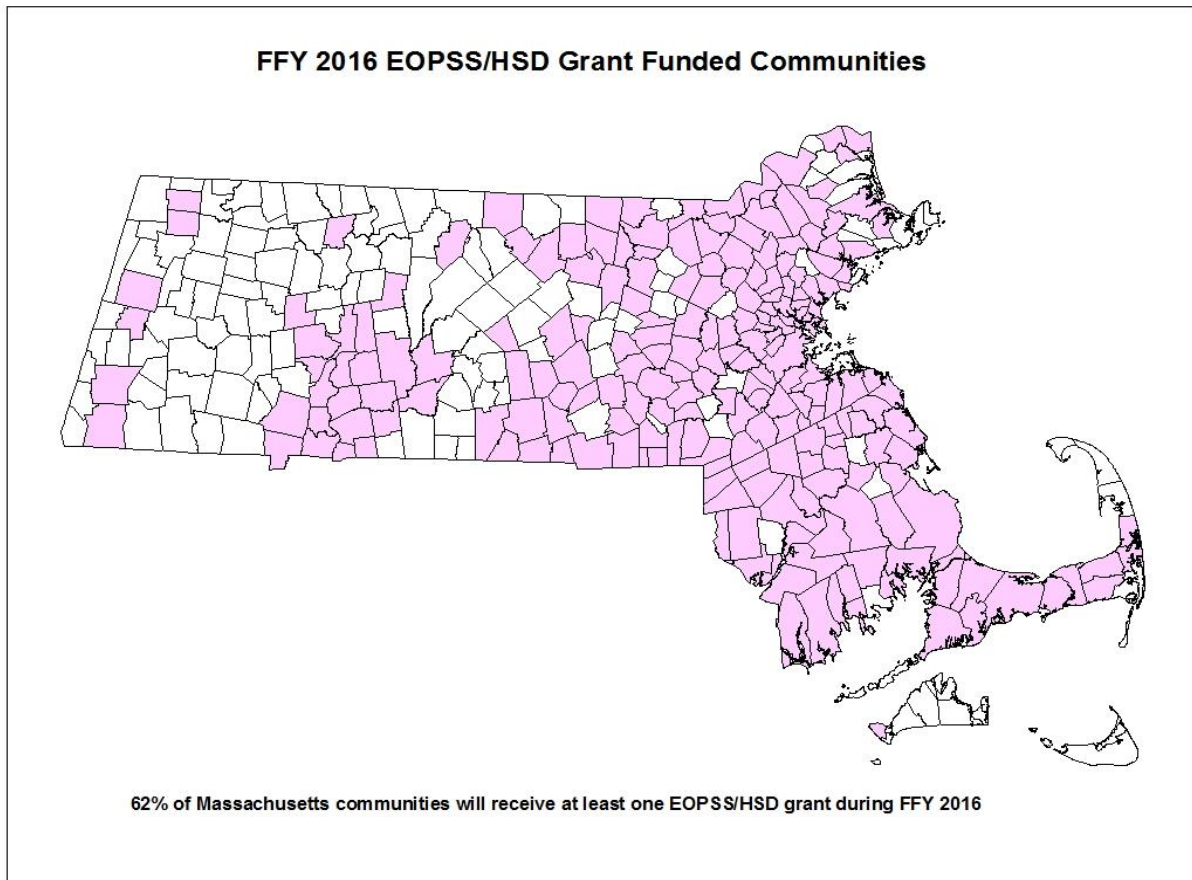 FFY 2016 EOPSS/HSD Grant Funded Communities
62% of Massachusetts communities will receive at least one EOPSS/HSD grant during FFY 2016